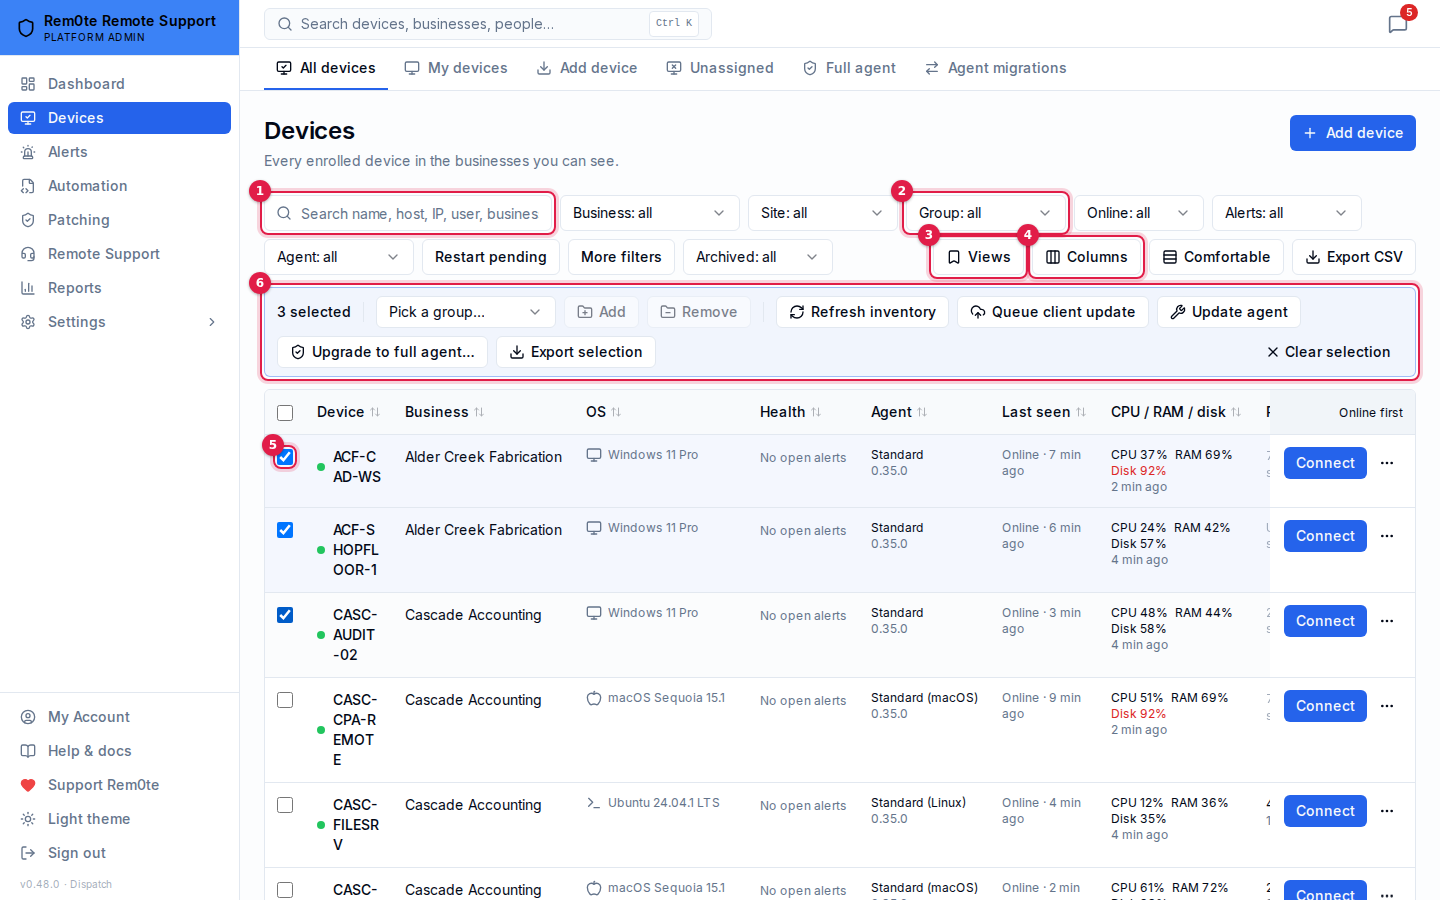 Rem0te Remote Support
PLATFORM ADMIN
Search devices, businesses, people...
Ctrl K
5
Dashboard
Devices
Alerts
Automation
Patching
Remote Support
Reports
Settings
My Account
Help & docs
Support Rem0te
Light theme
Sign out
v0.48.0 · Dispatch
All devices
My devices
Add device
Unassigned
Full agent
Agent migrations
Devices
Every enrolled device in the businesses you can see.
Add device
1
Search name, host, IP, user, busines
Business: all
Site: all
2
Group: all
Online: all
Alerts: all
Agent: all
Restart pending
More filters
Archived: all
3
Views
4
Columns
Comfortable
Export CSV
6
3 selected
Pick a group...
Add
Remove
Refresh inventory
Queue client update
Update agent
Upgrade to full agent...
Export selection
Clear selection
Device
Business
OS
Health
Agent
Last seen
CPU / RAM / disk
Online first
5
ACF-C
AD-WS
Alder Creek Fabrication
Windows 11 Pro
No open alerts
Standard
0.35.0
Online · 7 min
ago
CPU 37% RAM 69%
Disk 92%
2 min ago
Connect
ACF-S
HOPFL
OOR-1
Alder Creek Fabrication
Windows 11 Pro
No open alerts
Standard
0.35.0
Online · 6 min
ago
CPU 24% RAM 42%
Disk 57%
4 min ago
Connect
CASC-
AUDIT
-02
Cascade Accounting
Windows 11 Pro
No open alerts
Standard
0.35.0
Online · 3 min
ago
CPU 48% RAM 44%
Disk 58%
4 min ago
Connect
CASC-
CPA-R
EMOT
E
Cascade Accounting
macOS Sequoia 15.1
No open alerts
Standard (macOS)
0.35.0
Online · 9 min
ago
CPU 51% RAM 69%
Disk 92%
2 min ago
Connect
CASC-
FILESR
V
Cascade Accounting
Ubuntu 24.04.1 LTS
No open alerts
Standard (Linux)
0.35.0
Online · 4 min
ago
CPU 12% RAM 36%
Disk 35%
4 min ago
Connect
CASC-
Cascade Accounting
macOS Sequoia 15.1
No open alerts
Standard (macOS)
Online · 2 min
CPU 61% RAM 72%
Connect